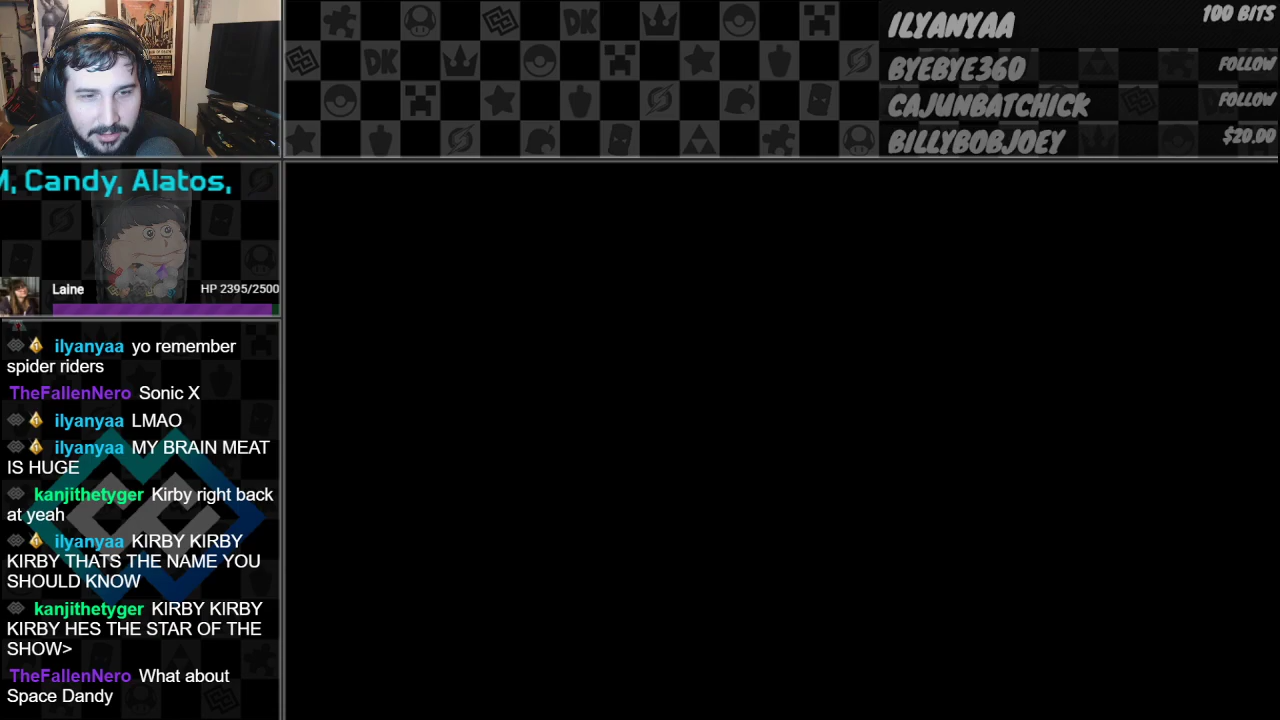 ILYANYAA 100 BITS
BYEBYE360 FOLLOW
CAJUNBATCHICK FOLLOW
BILLYBOBJOEY $20.00
M, Candy, Alatos,
Laine HP 2395/2500
ilyanyaa yo remember
spider riders
TheFallenNero Sonic X
ilyanyaa LMAO
ilyanyaa MY BRAIN MEAT
IS HUGE
kanjithetyger Kirby right back
at yeah
ilyanyaa KIRBY KIRBY
KIRBY THATS THE NAME YOU
SHOULD KNOW
kanjithetyger KIRBY KIRBY
KIRBY HES THE STAR OF THE
SHOW>
TheFallenNero What about
Space Dandy
DK
DK